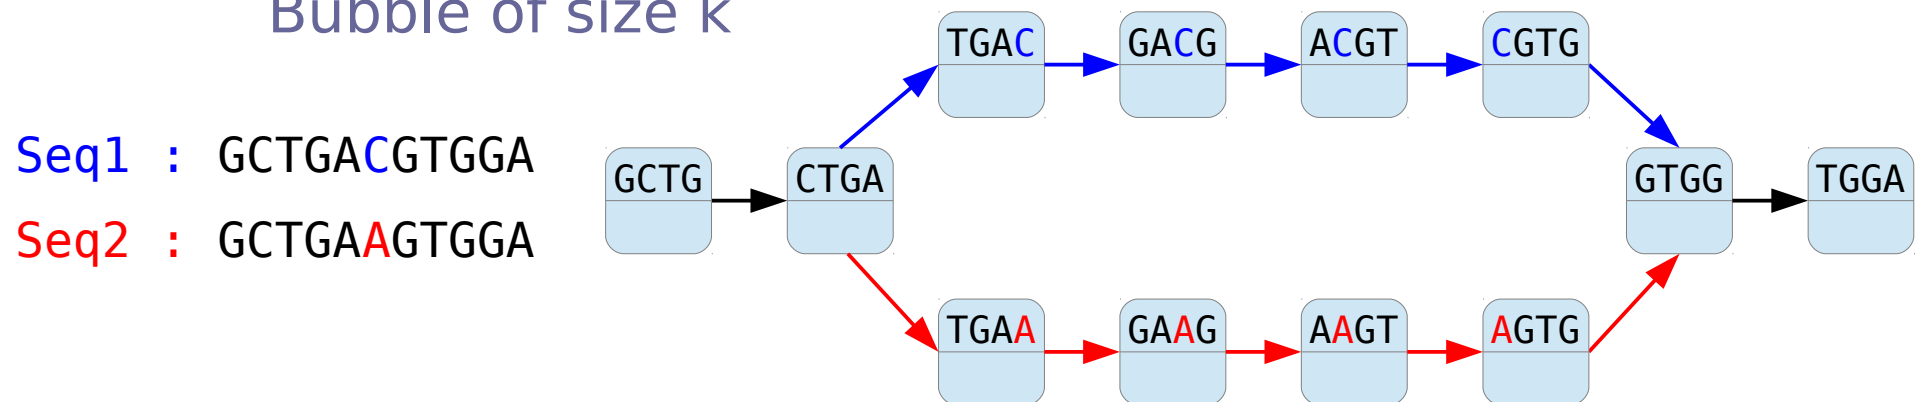 Bubble of size k
Seq1 : GCTGACGTGGA
Seq2 : GCTGAAGTGGA
TGAC GACG ACGT CGTG
GCTG CTGA GTGG TGGA
TGAA GAAG AAGT AGTG